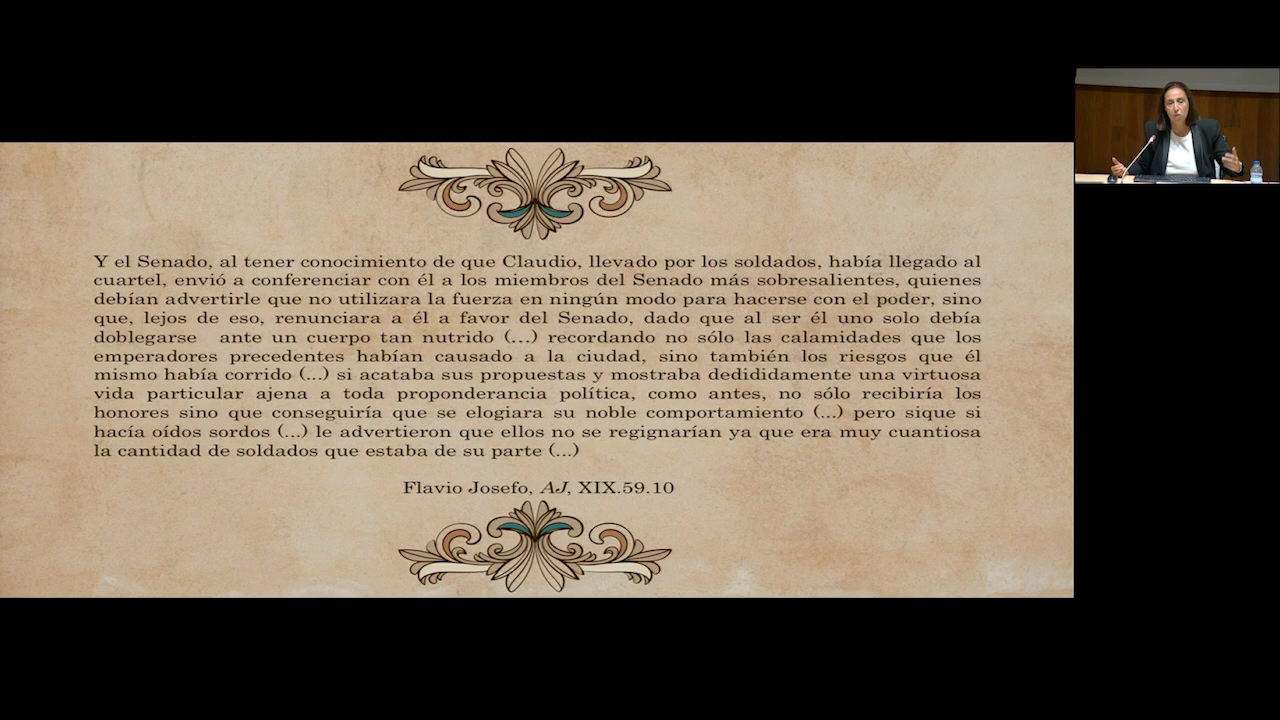 Y el Senado, al tener conocimiento de que Claudio, llevado por los soldados, había llegado al
cuartel, envió a conferenciar con él a los miembros del Senado más sobresalientes, quienes
debían advertirle que no utilizara la fuerza en ningún modo para hacerse con el poder, sino
que, lejos de eso, renunciara a él a favor del Senado, dado que al ser él uno solo debía
doblegarse ante un cuerpo tan nutrido (...) recordando no sólo las calamidades que los
emperadores precedentes habían causado a la ciudad, sino también los riesgos que él
mismo había corrido (...) si acataba sus propuestas y mostraba dedididamente una virtuosa
vida particular ajena a toda proponderancia política, como antes, no sólo recibiría los
honores sino que conseguiría que se elogiara su noble comportamiento (...) pero sique si
hacía oídos sordos (...) le advertieron que ellos no se regignarían ya que era muy cuantiosa
la cantidad de soldados que estaba de su parte (...)
Flavio Josefo, AJ, XIX.59.10